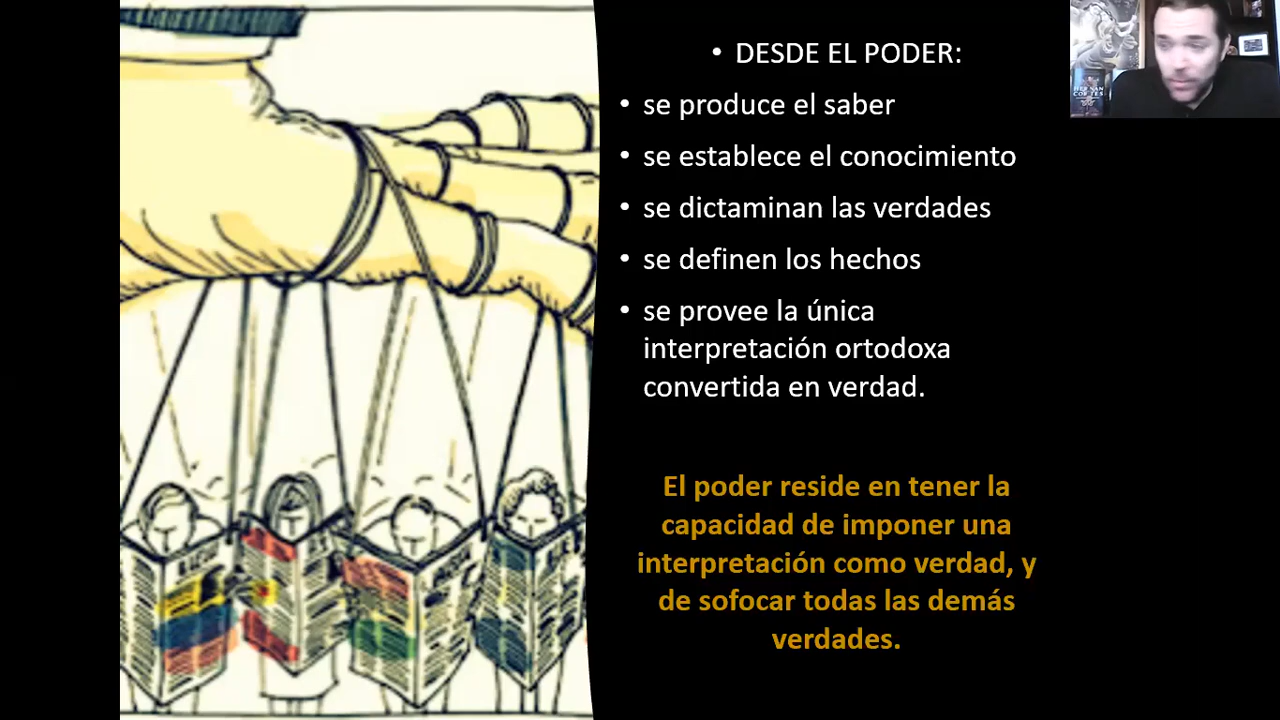 • DESDE EL PODER:
• se produce el saber
• se establece el conocimiento
• se dictaminan las verdades
• se definen los hechos
• se provee la única
interpretación ortodoxa
convertida en verdad.
El poder reside en tener la
capacidad de imponer una
interpretación como verdad, y
de sofocar todas las demás
verdades.
HERNÁN
CORTÉS